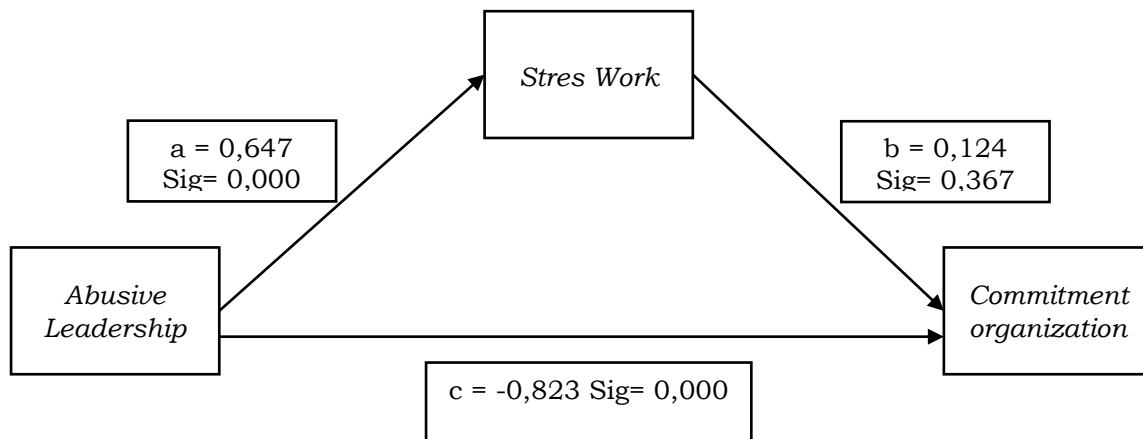 Stres Work
a = 0,647
Sig= 0,000
b = 0,124
Sig= 0,367
Abusive
Leadership
Commitment
organization
c = -0,823 Sig= 0,000